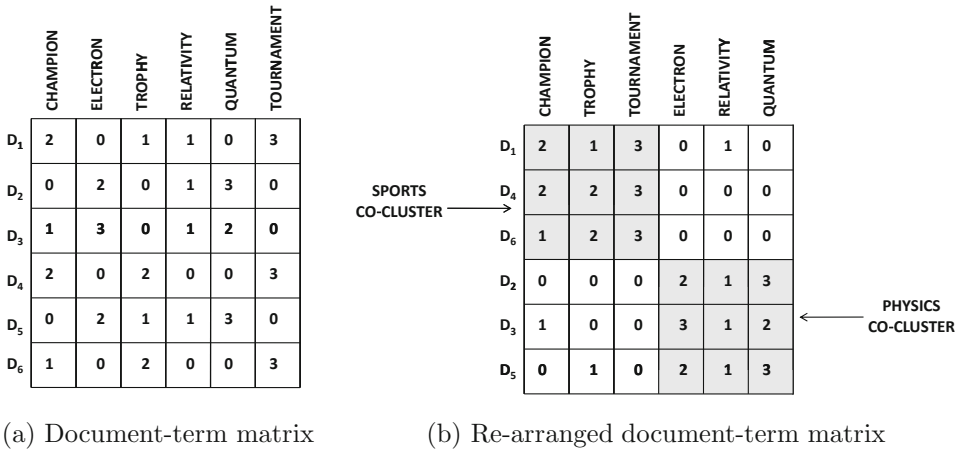 CHAMPION ELECTRON TROPHY RELATIVITY QUANTUM TOURNAMENT
D1 2 0 1 1 0 3
D2 0 2 0 1 3 0
D3 1 3 0 1 2 0
D4 2 0 2 0 0 3
D5 0 2 1 1 3 0
D6 1 0 2 0 0 3
(a) Document-term matrix
CHAMPION TROPHY TOURNAMENT ELECTRON RELATIVITY QUANTUM
D1 2 1 3 0 1 0
D4 2 2 3 0 0 0
D6 1 2 3 0 0 0
D2 0 0 0 2 1 3
D3 1 0 0 3 1 2
D5 0 1 0 2 1 3
SPORTS
CO-CLUSTER
PHYSICS
CO-CLUSTER
(b) Re-arranged document-term matrix